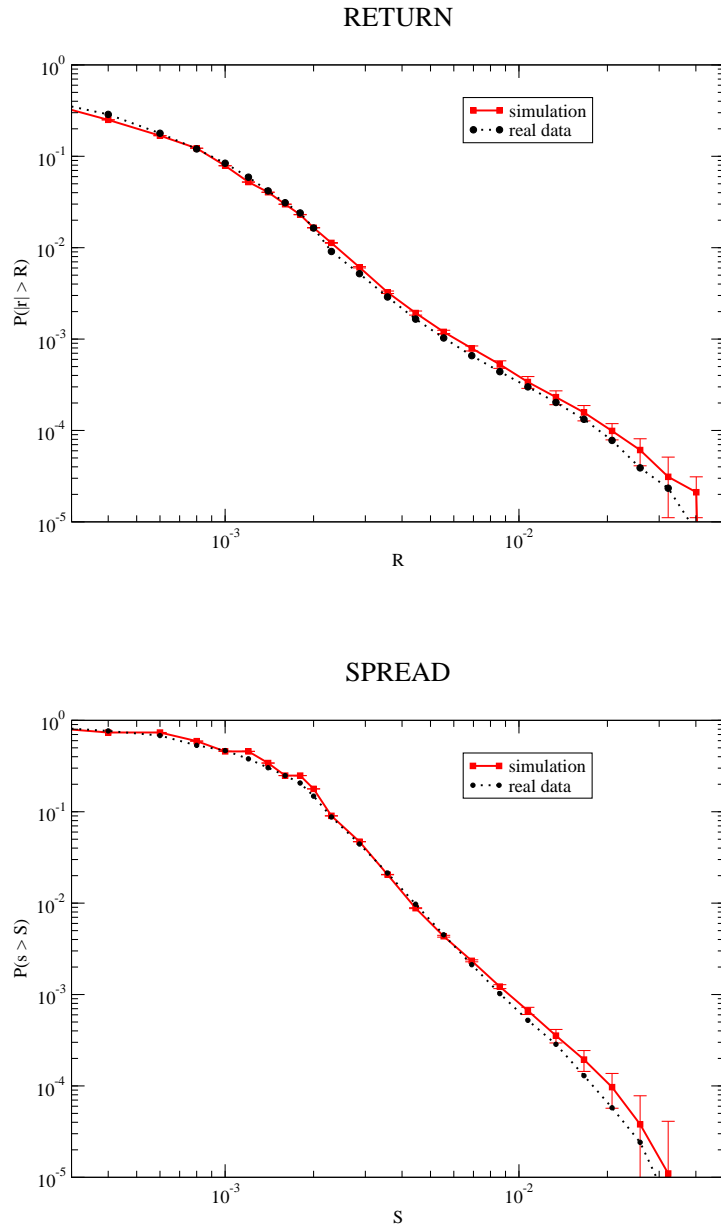 RETURN
10^0
simulation
real data
10^-1
10^-2
P(|r| > R)
10^-3
10^-4
10^-5
10^-3 10^-2
R
SPREAD
10^0
simulation
real data
10^-1
10^-2
P(s > S)
10^-3
10^-4
10^-5
10^-3 10^-2
S